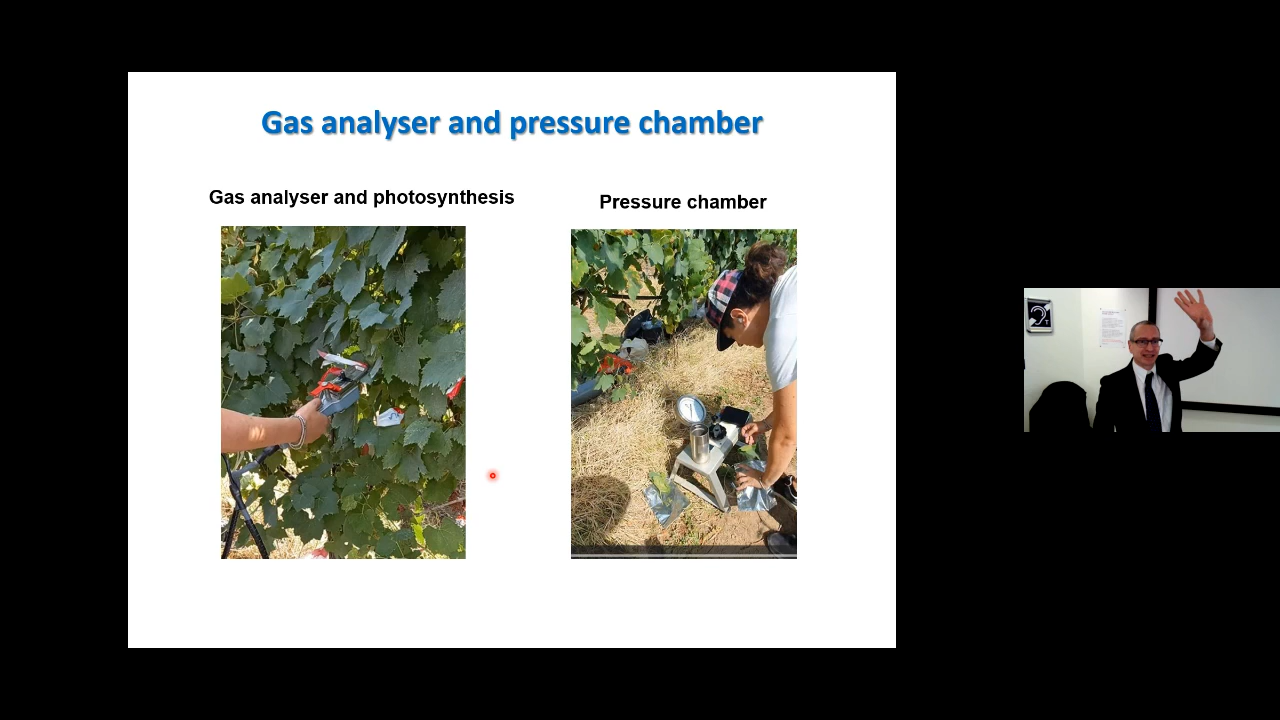 Gas analyser and pressure chamber
Gas analyser and photosynthesis
Pressure chamber
T